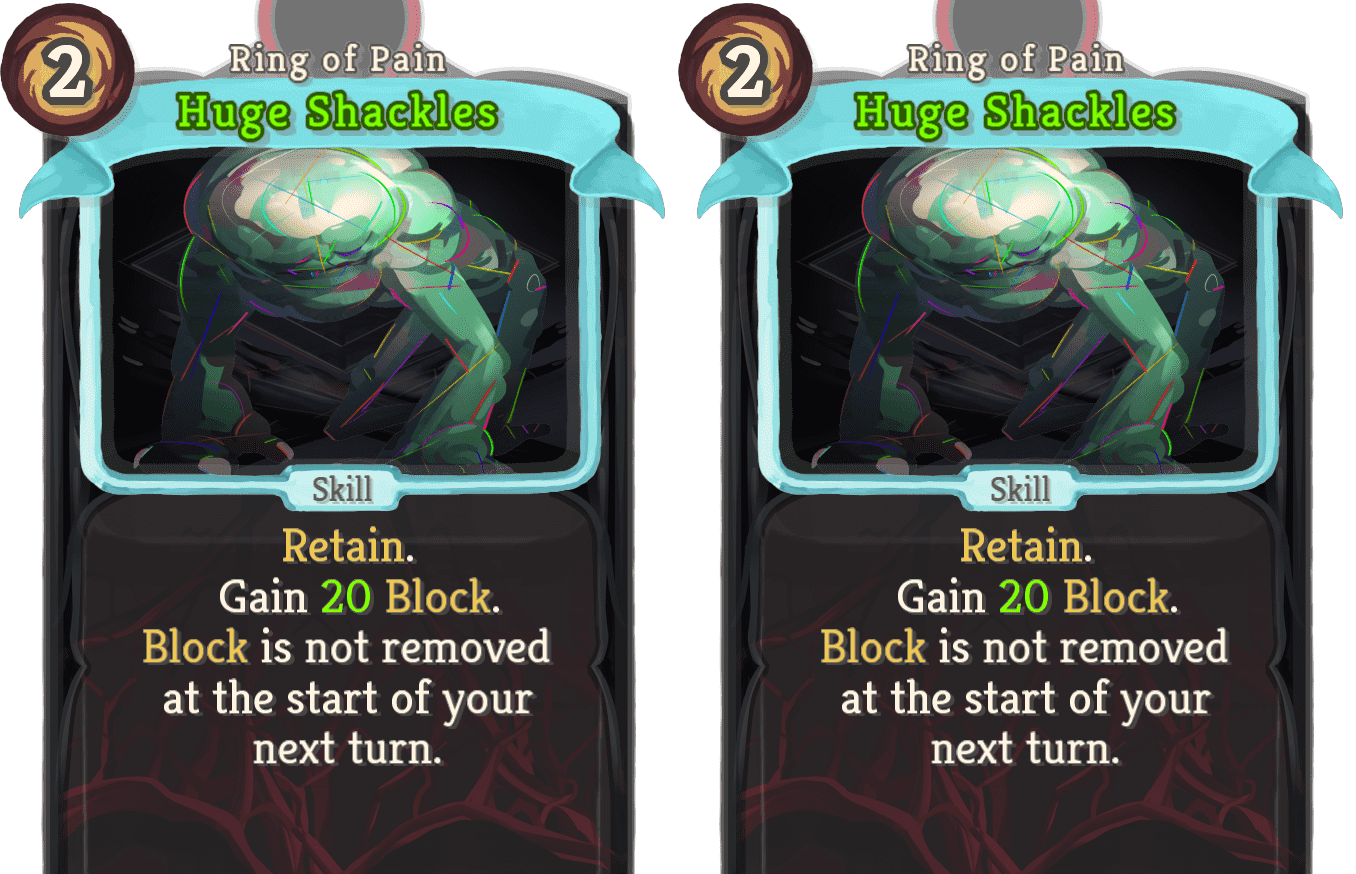 2
Ring of Pain
Huge Shackles
Skill
Retain.
Gain 20 Block.
Block is not removed
at the start of your
next turn.
2
Ring of Pain
Huge Shackles
Skill
Retain.
Gain 20 Block.
Block is not removed
at the start of your
next turn.